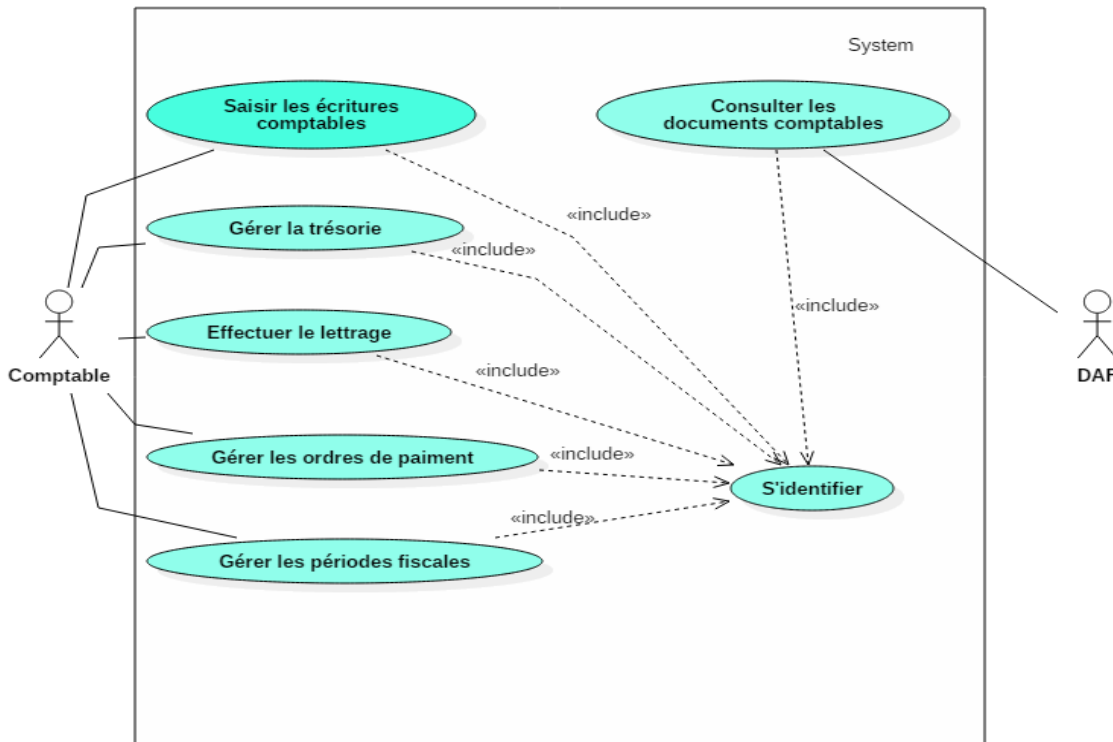 System
Saisir les écritures
comptables
Consulter les
documents comptables
«include»
Gérer la trésorie
«include»
«include»
Effectuer le lettrage
Comptable
DAF
«include»
Gérer les ordres de paiment
«include»
S'identifier
«include»
Gérer les périodes fiscales